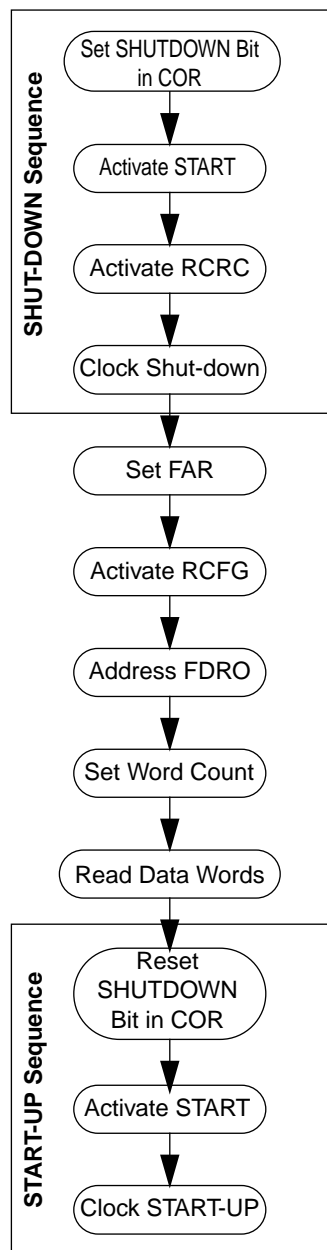 SHUT-DOWN Sequence
Set SHUTDOWN Bit
in COR
Activate START
Activate RCRC
Clock Shut-down
Set FAR
Activate RCFG
Address FDRO
Set Word Count
Read Data Words
START-UP Sequence
Reset
SHUTDOWN
Bit in COR
Activate START
Clock START-UP